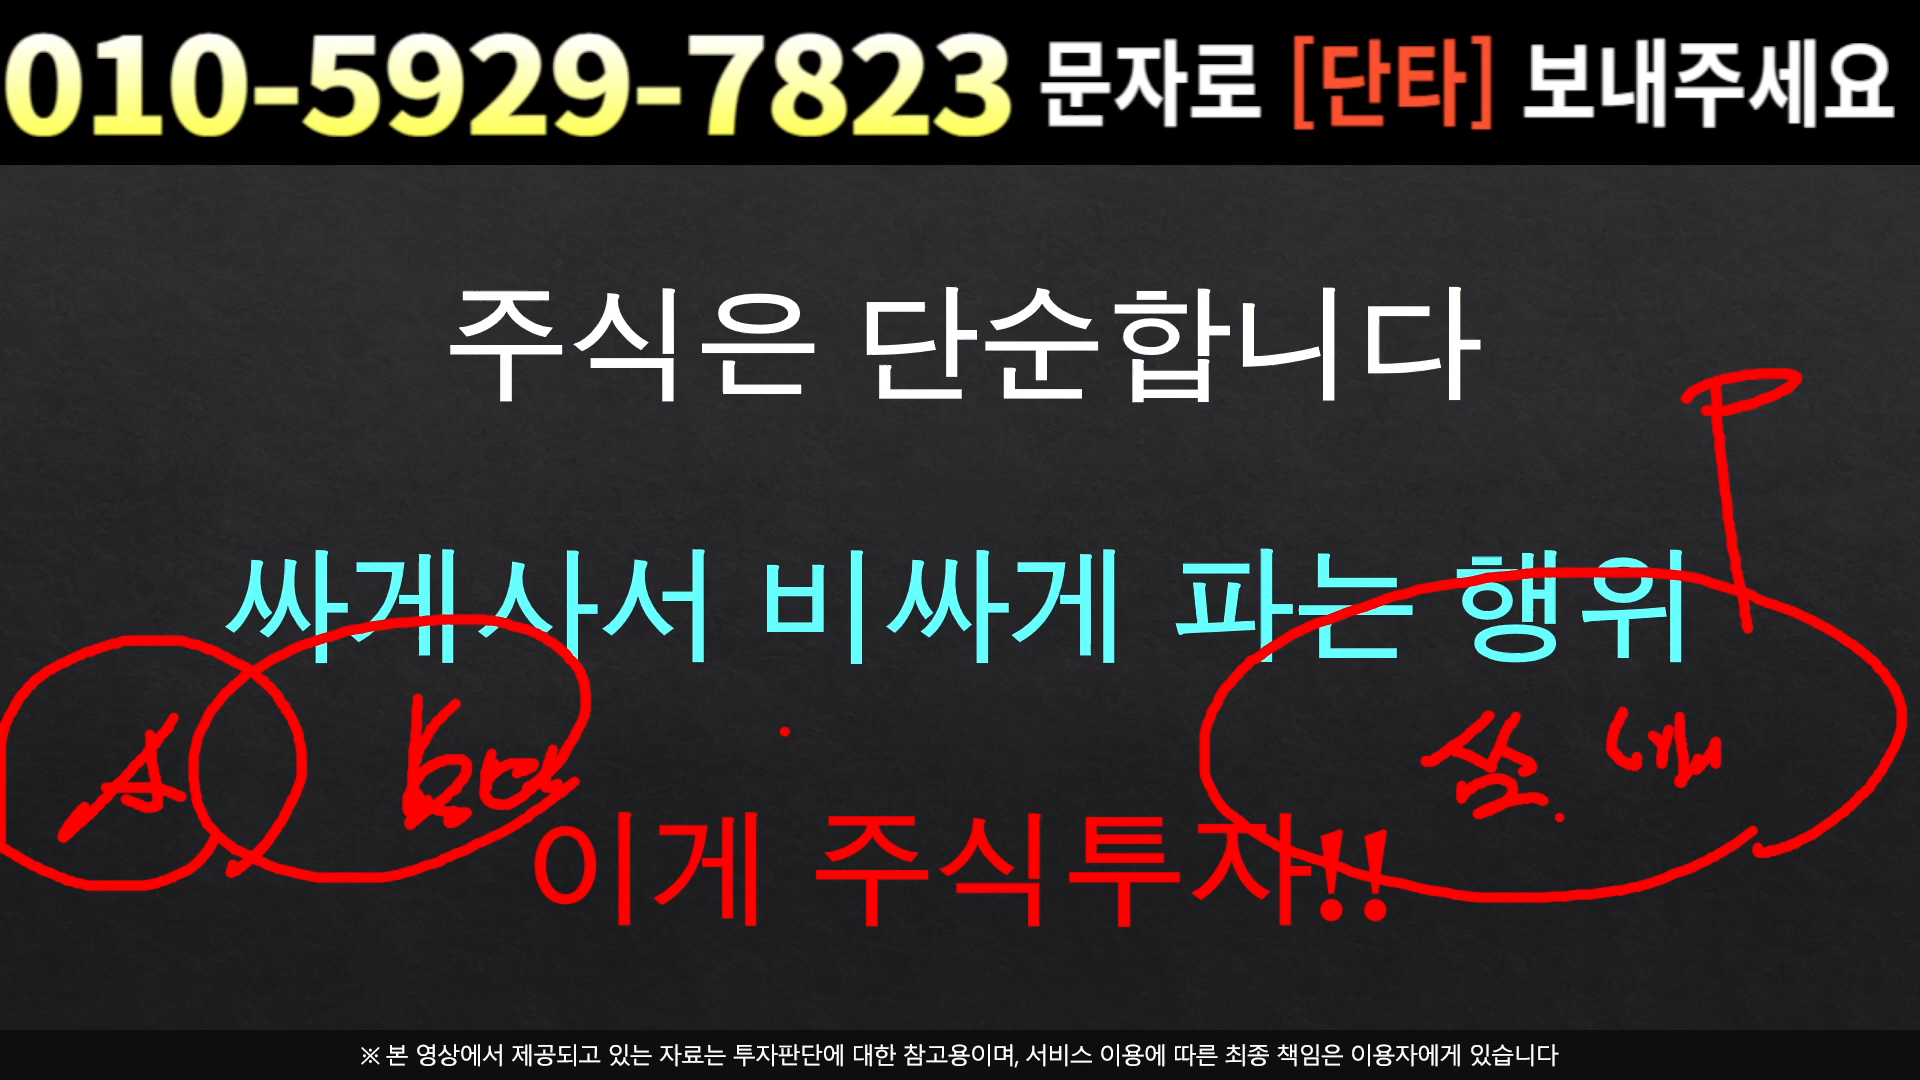 010-5929-7823 문자로 [단타] 보내주세요
주식은 단순합니다
싸게사서 비싸게 파는 행위
이게 주식투자!!
※ 본 영상에서 제공되고 있는 자료는 투자판단에 대한 참고용이며, 서비스 이용에 따른 최종 책임은 이용자에게 있습니다